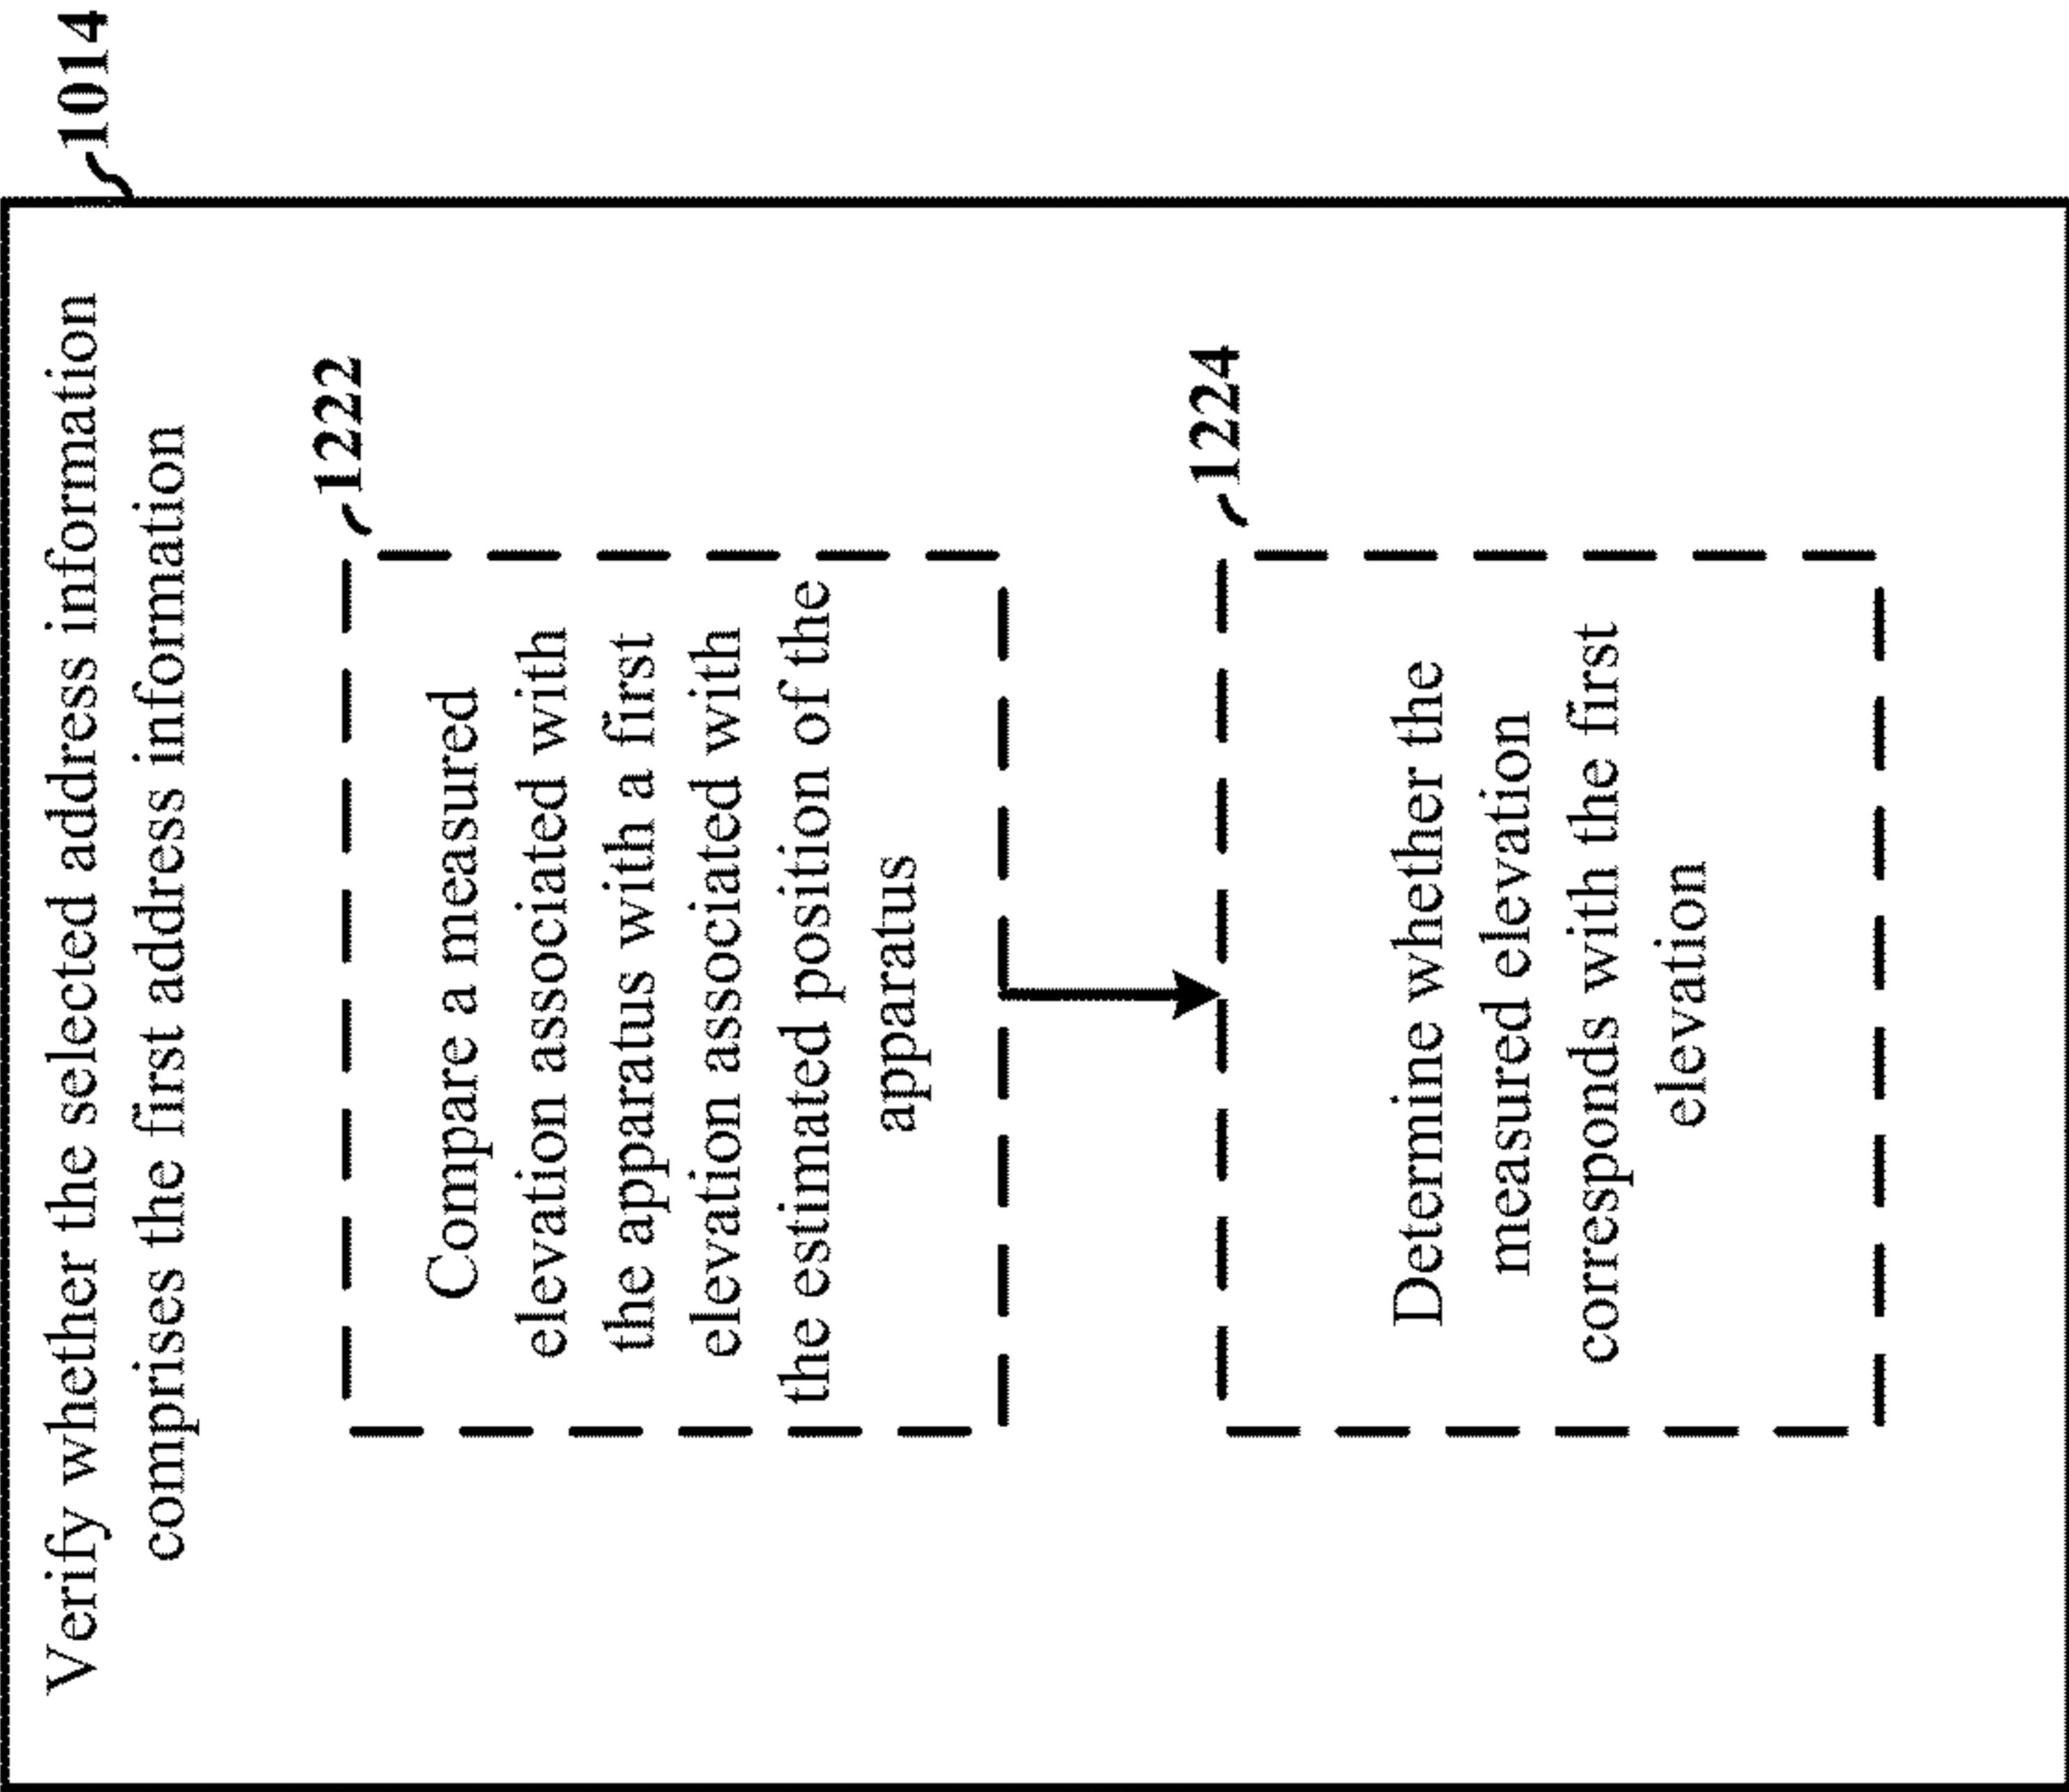 1014
Verify whether the selected address information
comprises the first address information
1222
Compare a measured
elevation associated with
the apparatus with a first
elevation associated with
the estimated position of the
apparatus
1224
Determine whether the
measured elevation
corresponds with the first
elevation